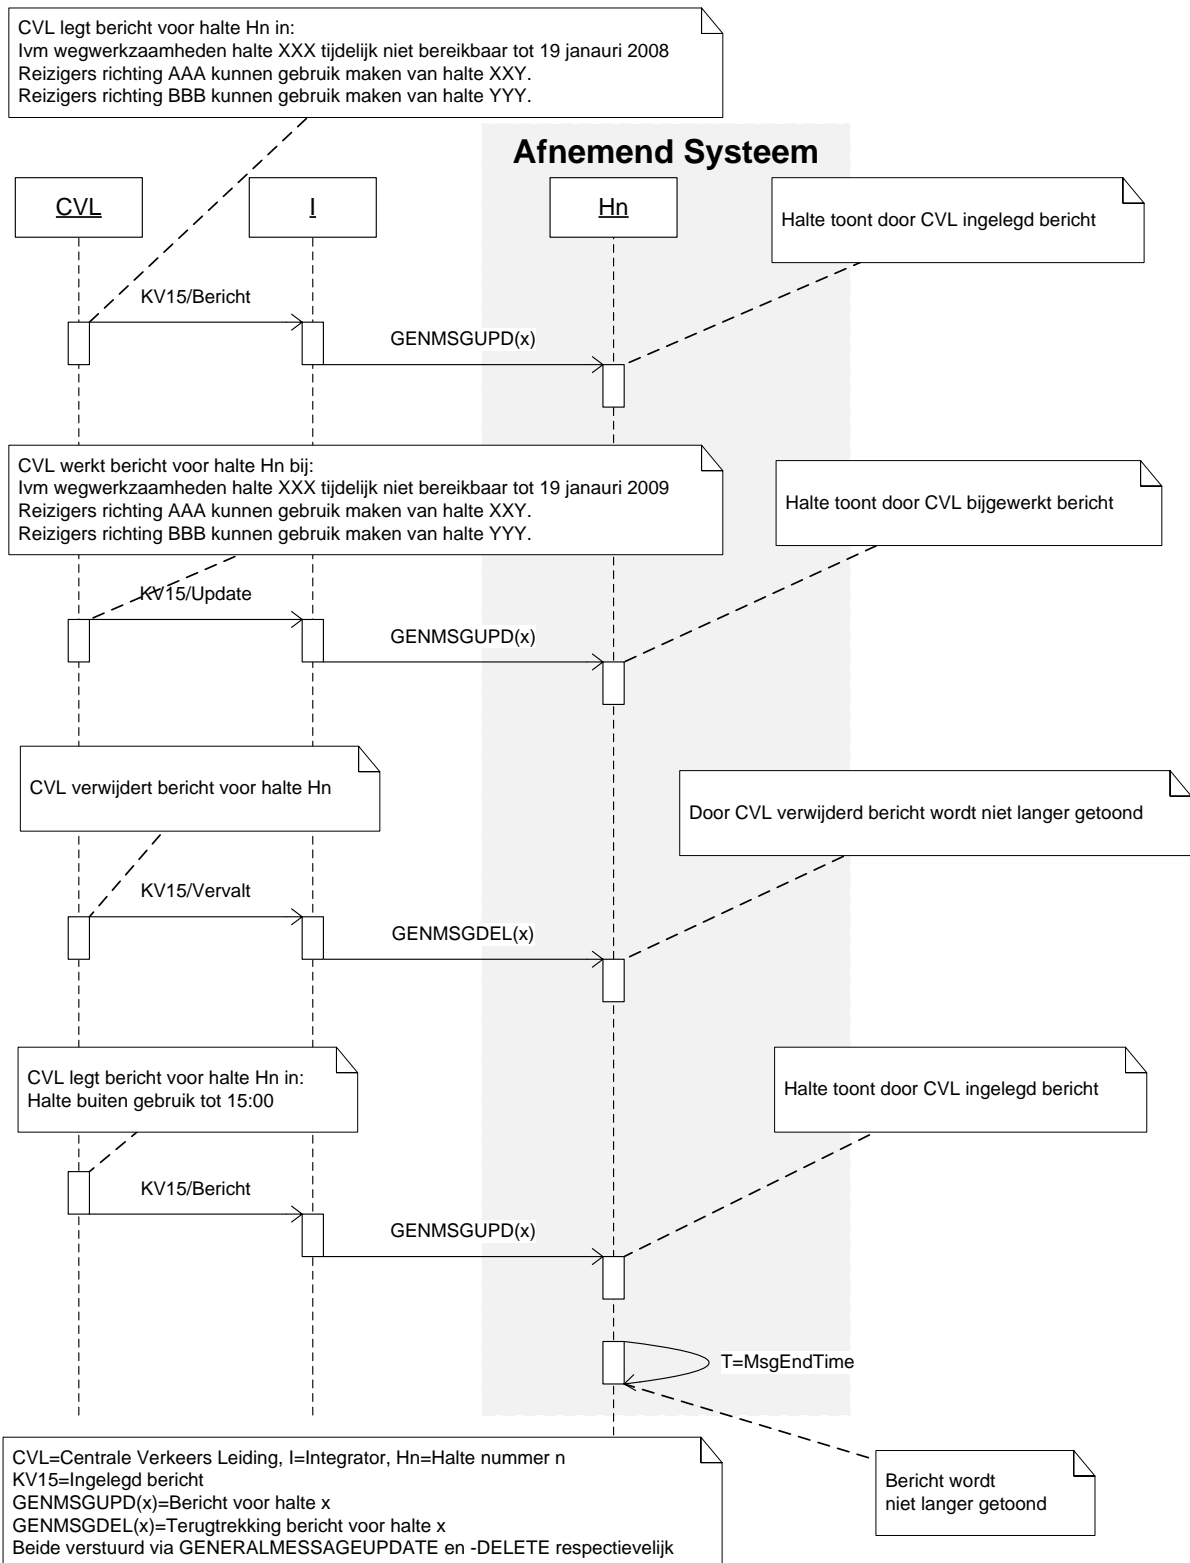 CVL legt bericht voor halte Hn in:
Ivm wegwerkzaamheden halte XXX tijdelijk niet bereikbaar tot 19 janauri 2008
Reizigers richting AAA kunnen gebruik maken van halte XXY.
Reizigers richting BBB kunnen gebruik maken van halte YYY.
Afnemend Systeem
CVL
I
Hn
Halte toont door CVL ingelegd bericht
KV15/Bericht
GENMSGUPD(x)
CVL werkt bericht voor halte Hn bij:
Ivm wegwerkzaamheden halte XXX tijdelijk niet bereikbaar tot 19 janauri 2009
Reizigers richting AAA kunnen gebruik maken van halte XXY.
Reizigers richting BBB kunnen gebruik maken van halte YYY.
Halte toont door CVL bijgewerkt bericht
KV15/Update
GENMSGUPD(x)
CVL verwijdert bericht voor halte Hn
Door CVL verwijderd bericht wordt niet langer getoond
KV15/Vervalt
GENMSGDEL(x)
CVL legt bericht voor halte Hn in:
Halte buiten gebruik tot 15:00
Halte toont door CVL ingelegd bericht
KV15/Bericht
GENMSGUPD(x)
T=MsgEndTime
CVL=Centrale Verkeers Leiding, I=Integrator, Hn=Halte nummer n
KV15=Ingelegd bericht
GENMSGUPD(x)=Bericht voor halte x
GENMSGDEL(x)=Terugtrekking bericht voor halte x
Beide verstuurd via GENERALMESSAGEUPDATE en -DELETE respectievelijk
Bericht wordt
niet langer getoond